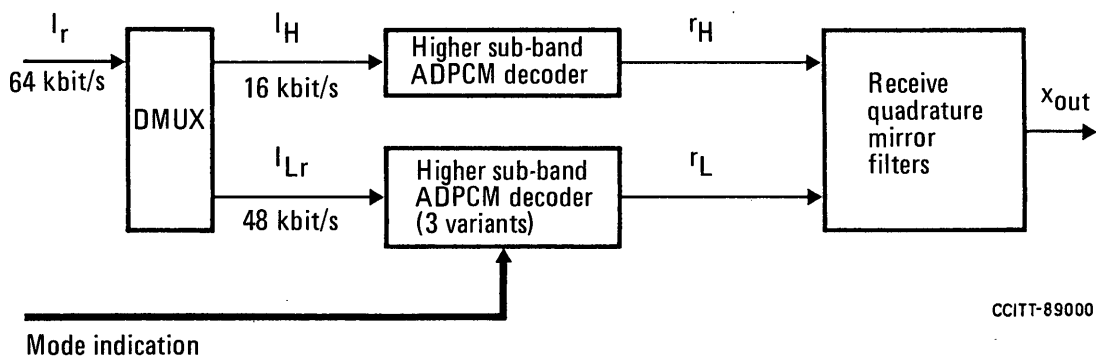 I_r
64 kbit/s
DMUX
I_H
16 kbit/s
Higher sub-band
ADPCM decoder
r_H
I_Lr
48 kbit/s
Higher sub-band
ADPCM decoder
(3 variants)
r_L
Receive
quadrature
mirror
filters
x_out
Mode indication
CCITT-89000